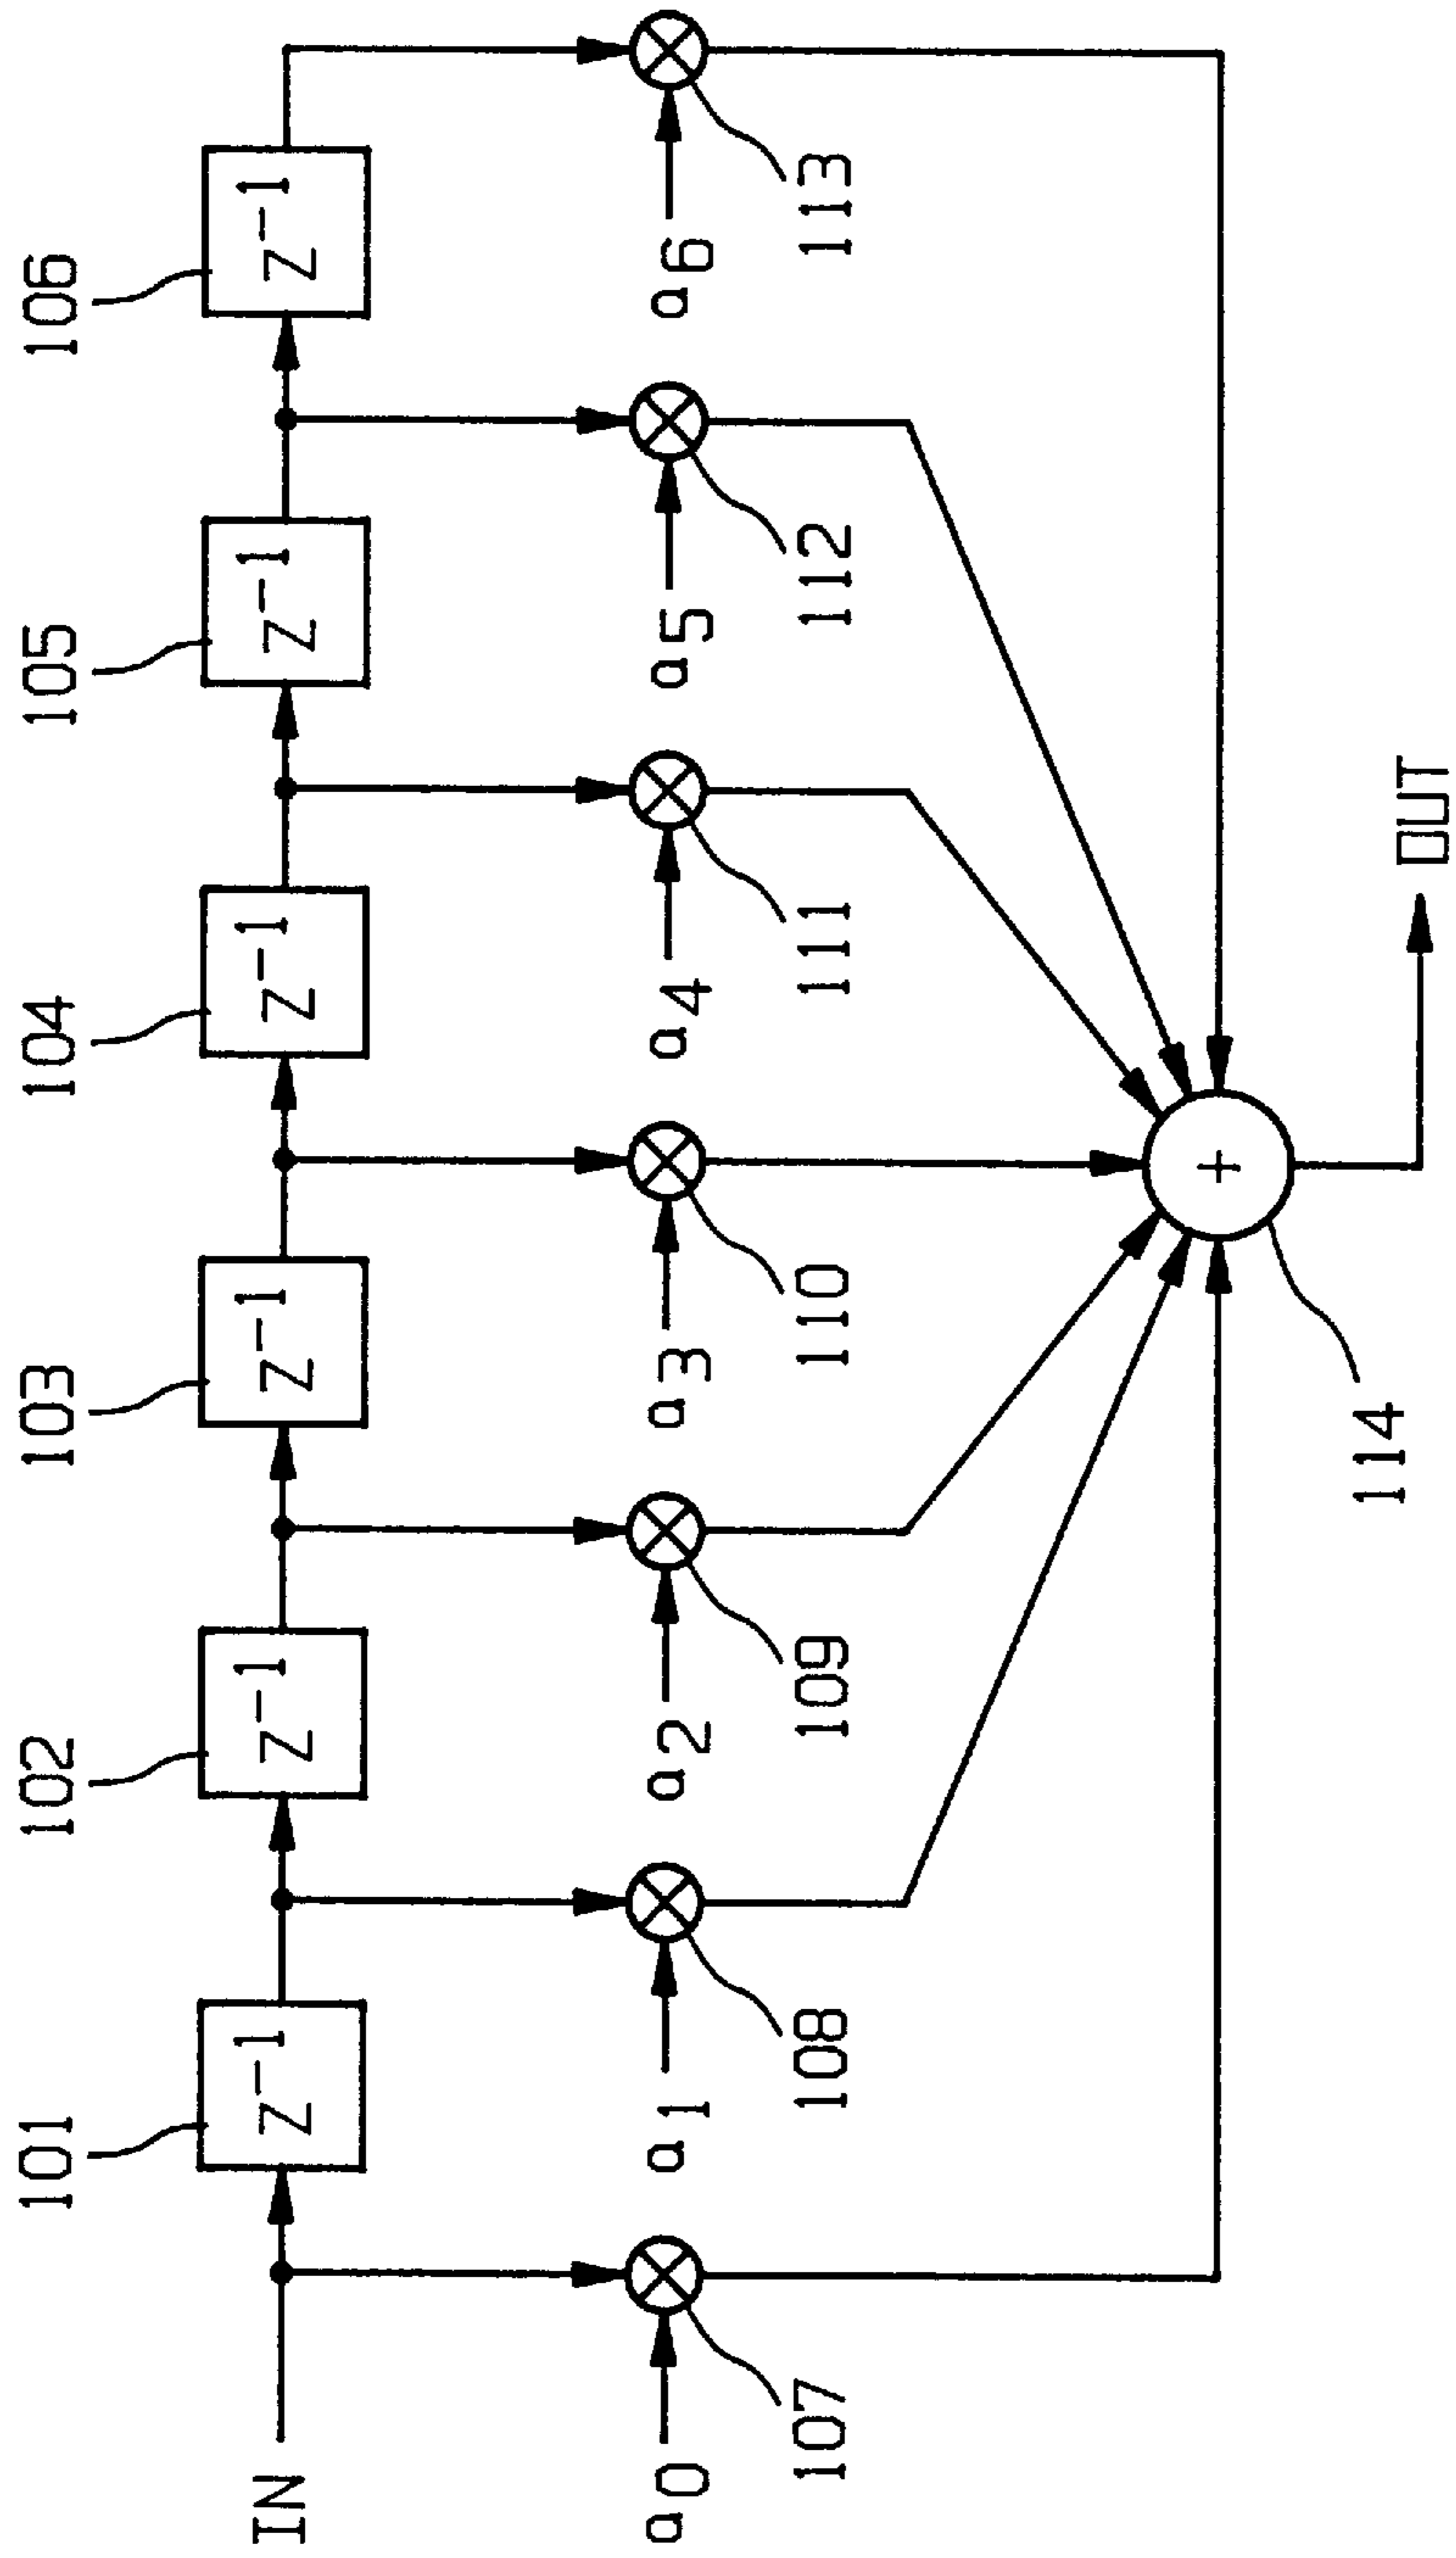 101 102 103 104 105 106
IN Z⁻¹ Z⁻¹ Z⁻¹ Z⁻¹ Z⁻¹ Z⁻¹
a0 a1 a2 a3 a4 a5 a6
107 108 109 110 111 112 113
+
114 OUT